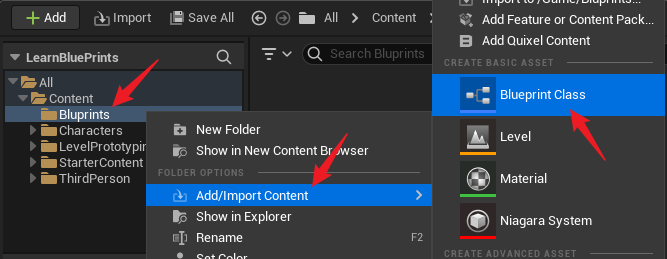 Add Import Save All All Content
Import to /Game/Bluprints...
Add Feature or Content Pack...
Add Quixel Content
LearnBluePrints
Search Bluprints
CREATE BASIC ASSET
All
Content
Bluprints
Characters
LevelPrototypin
StarterContent
ThirdPerson
New Folder
Show in New Content Browser
FOLDER OPTIONS
Add/Import Content
Show in Explorer
Rename F2
Set Color
Blueprint Class
Level
Material
Niagara System
CREATE ADVANCED ASSET